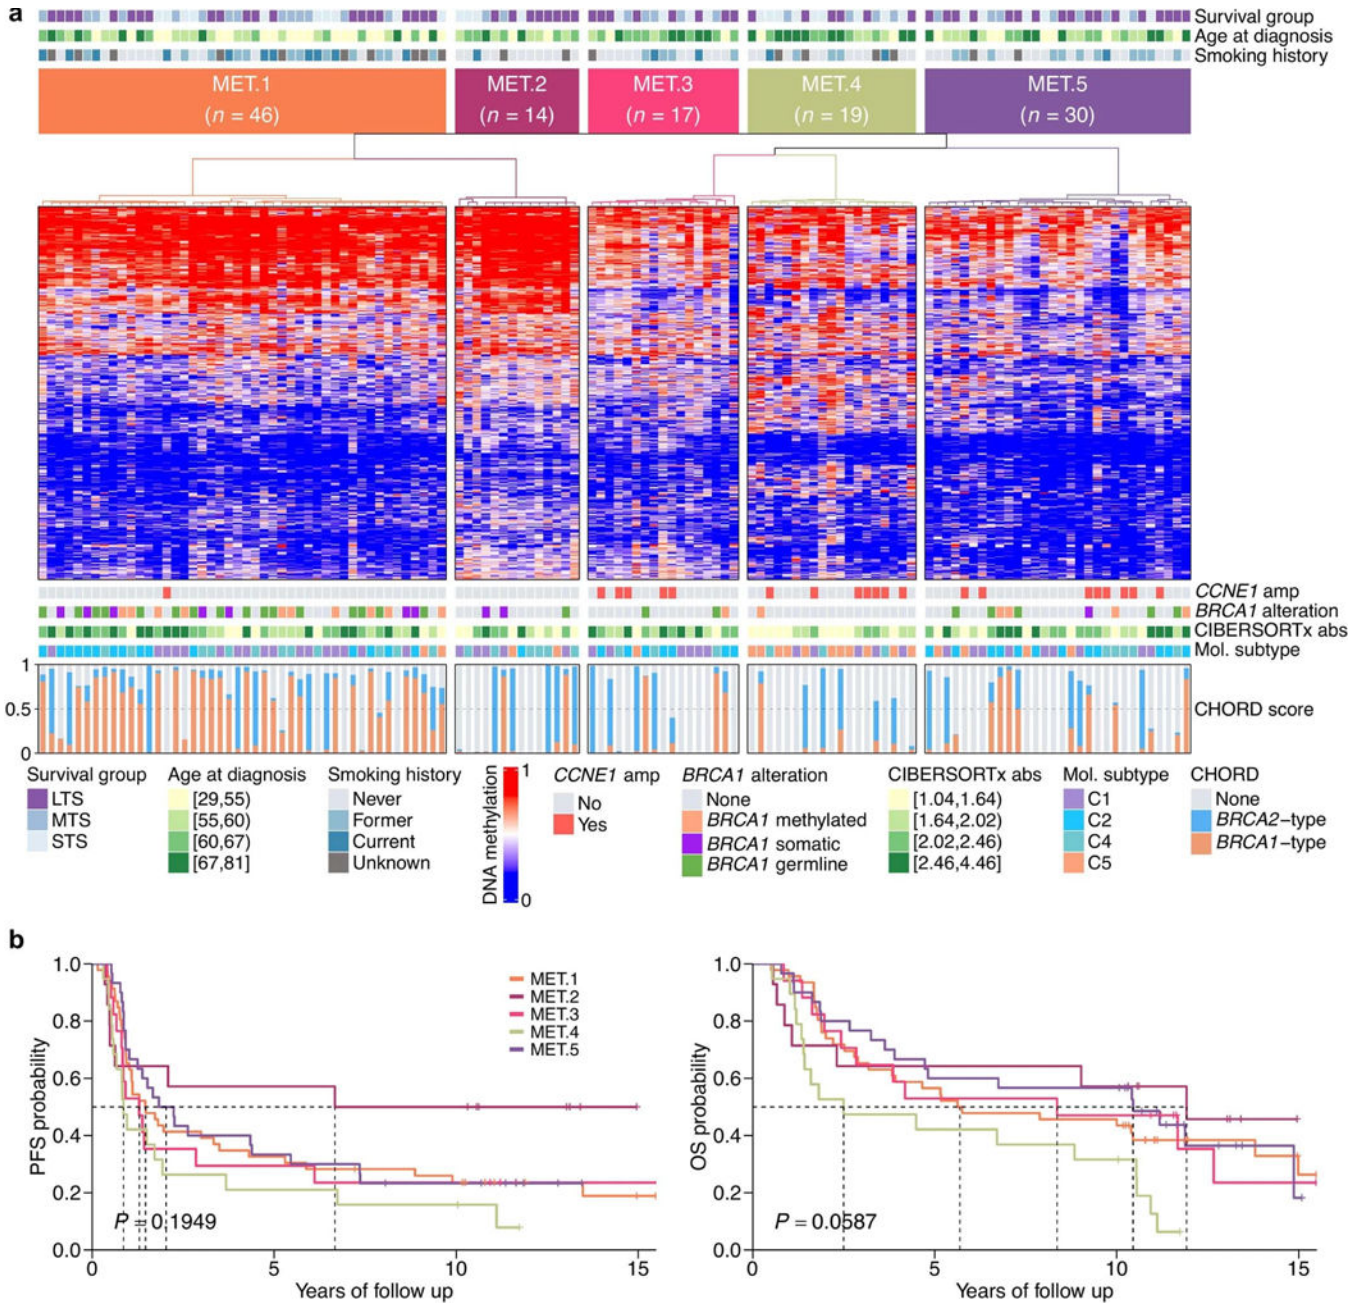 a
Survival group
Age at diagnosis
Smoking history
MET.1 MET.2 MET.3 MET.4 MET.5
(n = 46) (n = 14) (n = 17) (n = 19) (n = 30)
CCNE1 amp
BRCA1 alteration
CIBERSORTx abs
Mol. subtype
1
0.5
0
CHORD score
Survival group
LTS
MTS
STS
Age at diagnosis
[29,55)
[55,60)
[60,67)
[67,81]
Smoking history
Never
Former
Current
Unknown
DNA methylation
1
0
CCNE1 amp
No
Yes
BRCA1 alteration
None
BRCA1 methylated
BRCA1 somatic
BRCA1 germline
CIBERSORTx abs
[1.04,1.64)
[1.64,2.02)
[2.02,2.46)
[2.46,4.46]
Mol. subtype
C1
C2
C4
C5
CHORD
None
BRCA2−type
BRCA1−type
b
PFS probability
1.0
0.8
0.6
0.4
0.2
0.0
MET.1
MET.2
MET.3
MET.4
MET.5
P = 0.1949
0 5 10 15
Years of follow up
OS probability
1.0
0.8
0.6
0.4
0.2
0.0
P = 0.0587
0 5 10 15
Years of follow up